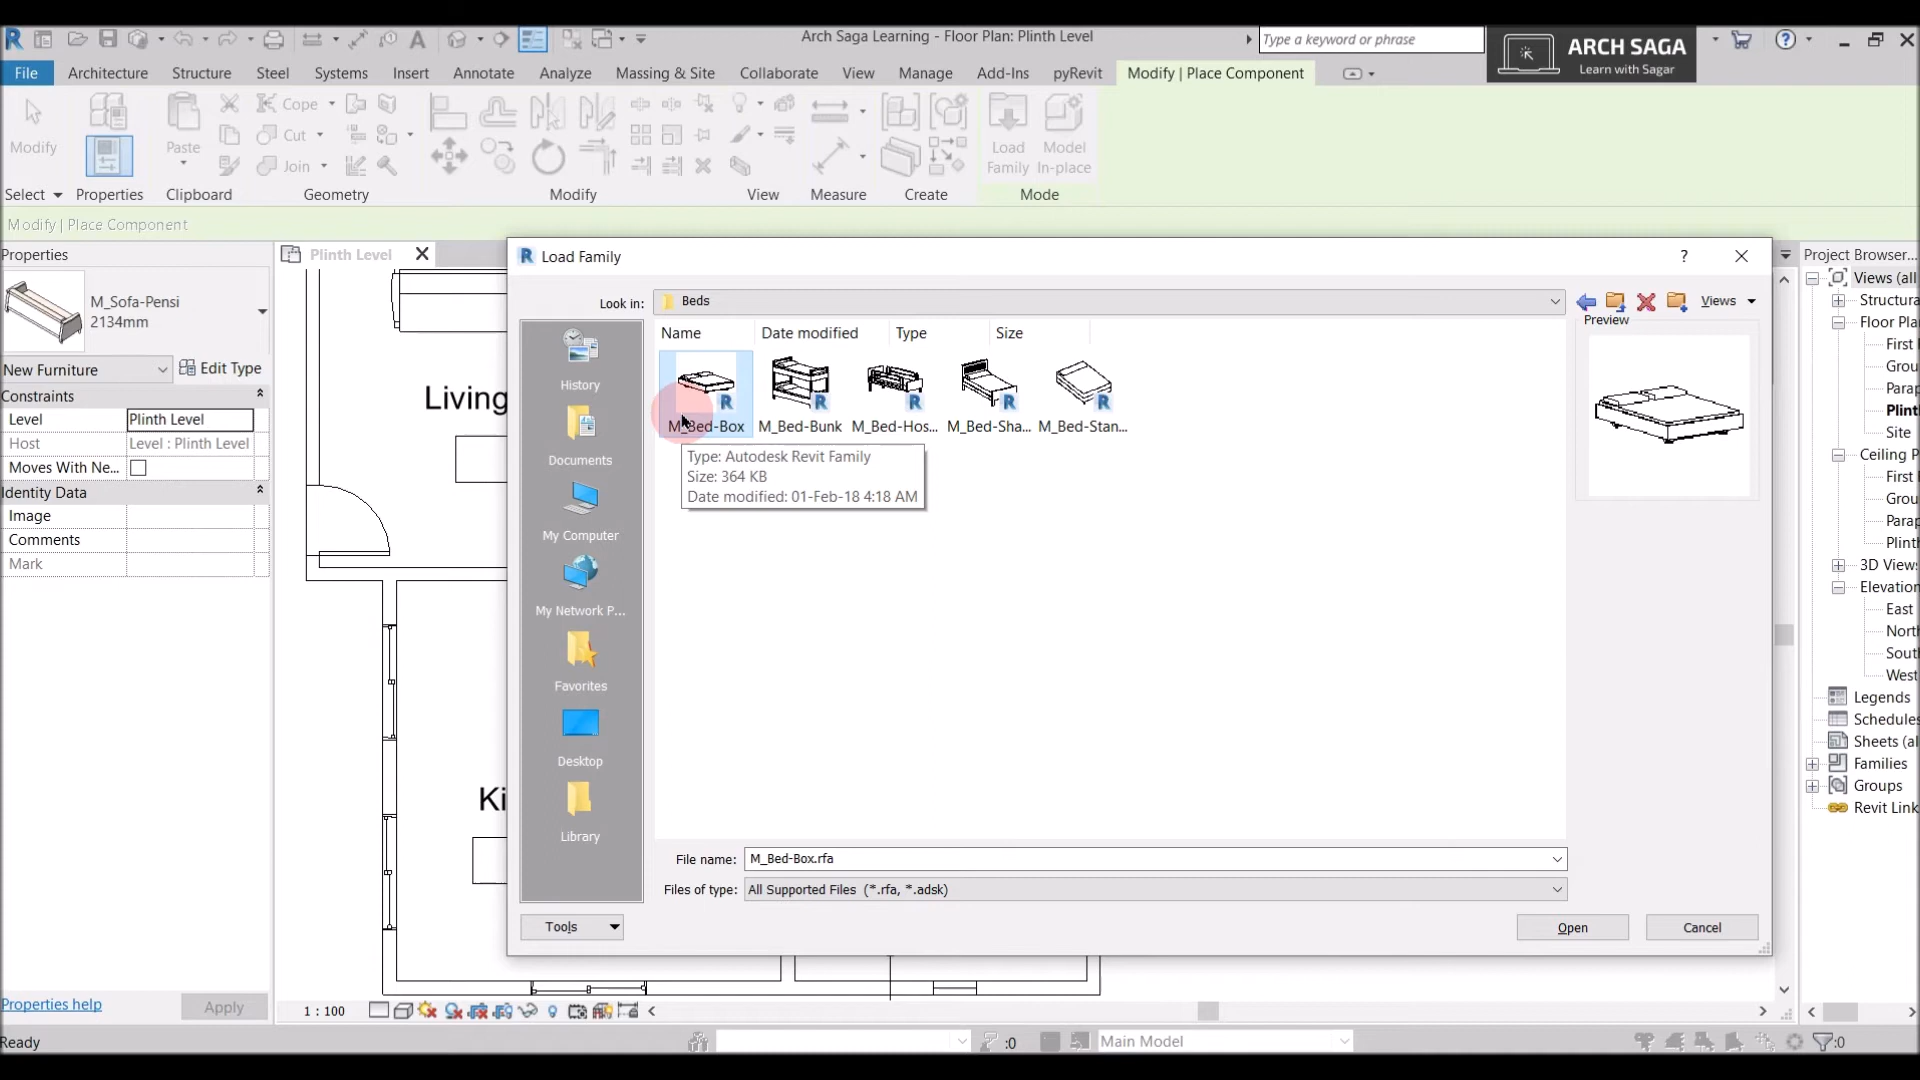 Arch Saga Learning - Floor Plan: Plinth Level
Type a keyword or phrase
ARCH SAGA
Learn with Sagar
File Architecture Structure Steel Systems Insert Annotate Analyze Massing & Site Collaborate View Manage Add-Ins pyRevit Modify | Place Component
Modify
Paste
Cope
Cut
Join
Load
Family
Model
In-place
Select Properties Clipboard Geometry Modify View Measure Create Mode
Modify | Place Component
Properties
M_Sofa-Pensi
2134mm
New Furniture Edit Type
Constraints
Level Plinth Level
Host Level : Plinth Level
Moves With Ne...
Identity Data
Image
Comments
Mark
Properties help Apply
Plinth Level
Living
Ki
1 : 100
Load Family
?
Look in: Beds
Views
History
Documents
My Computer
My Network P...
Favorites
Desktop
Library
Name Date modified Type Size
M_Bed-Box M_Bed-Bunk M_Bed-Hos... M_Bed-Sha... M_Bed-Stan...
Type: Autodesk Revit Family
Size: 364 KB
Date modified: 01-Feb-18 4:18 AM
Preview
File name: M_Bed-Box.rfa
Files of type: All Supported Files (*.rfa, *.adsk)
Tools Open Cancel
Project Browser...
Views (all
Structura
Floor Pla
First
Grou
Parap
Plint
Site
Ceiling P
First
Grou
Parap
Plinth
3D View
Elevation
East
North
Sout
West
Legends
Schedules
Sheets (al
Families
Groups
Revit Link
Ready
:0
Main Model
:0